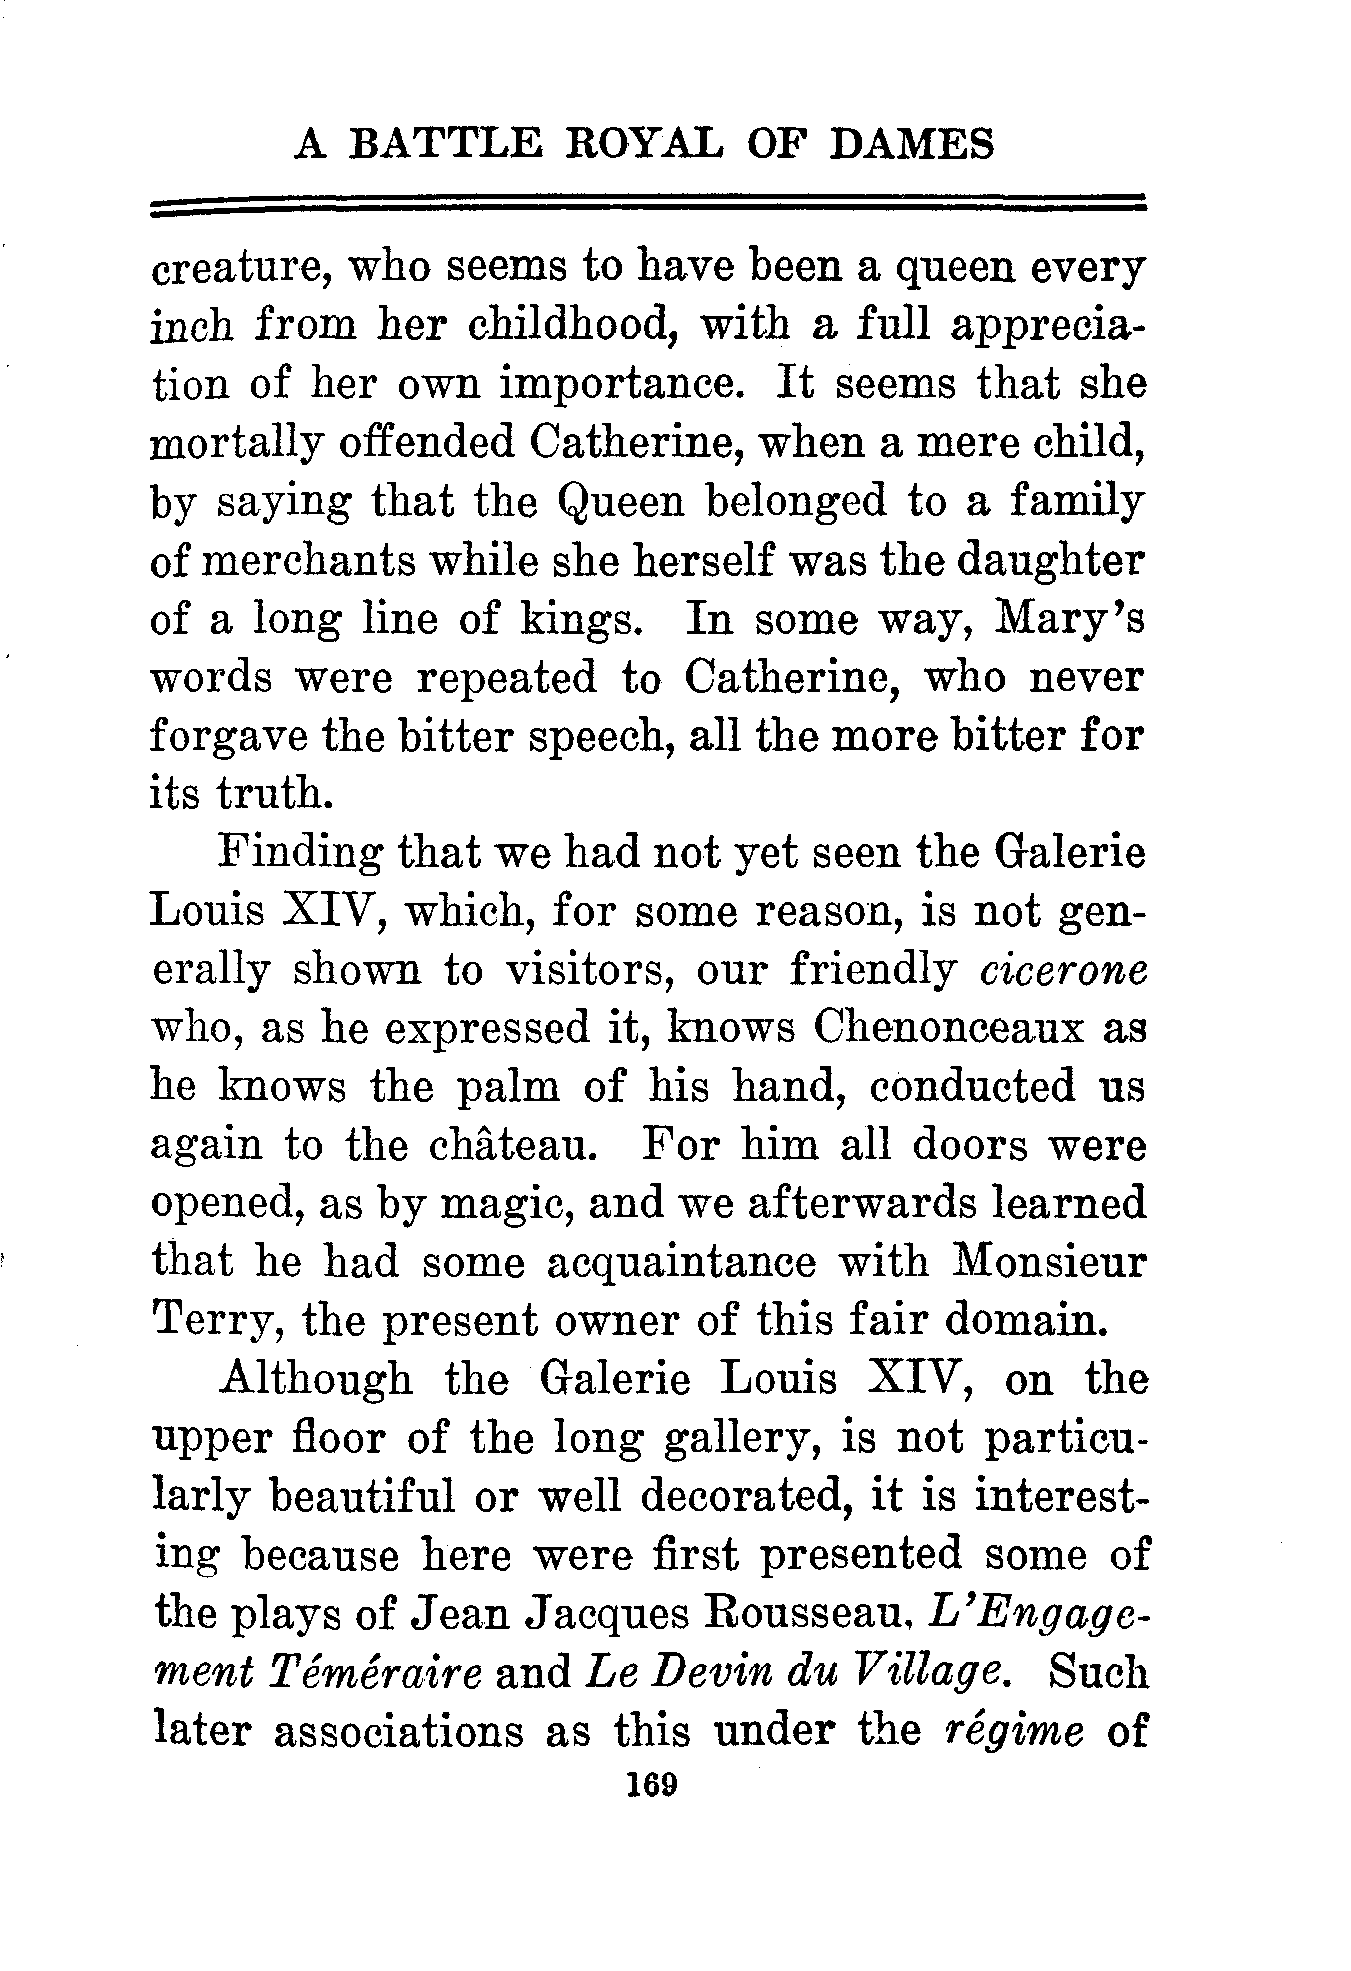 A BATTLE ROYAL OF DAMES
creature, who seems to have been a queen every
inch from her childhood, with a full apprecia-
tion of her own importance. It seems that she
mortally offended Catherine, when a mere child,
by saying that the Queen belonged to a family
of merchants while she herself was the daughter
of a long line of kings. In some way, Mary's
words were repeated to Catherine, who never
forgave the bitter speech, all the more bitter for
its truth.
Finding that we had not yet seen the Galerie
Louis XIV, which, for some reason, is not gen-
erally shown to visitors, our friendly cicerone
who, as he expressed it, knows Chenonceaux as
he knows the palm of his hand, conducted us
again to the château. For him all doors were
opened, as by magic, and we afterwards learned
that he had some acquaintance with Monsieur
Terry, the present owner of this fair domain.
Although the Galerie Louis XIV, on the
upper floor of the long gallery, is not particu-
larly beautiful or well decorated, it is interest-
ing because here were first presented some of
the plays of Jean Jacques Rousseau, L'Engage-
ment Téméraire and Le Devin du Village. Such
later associations as this under the régime of
169